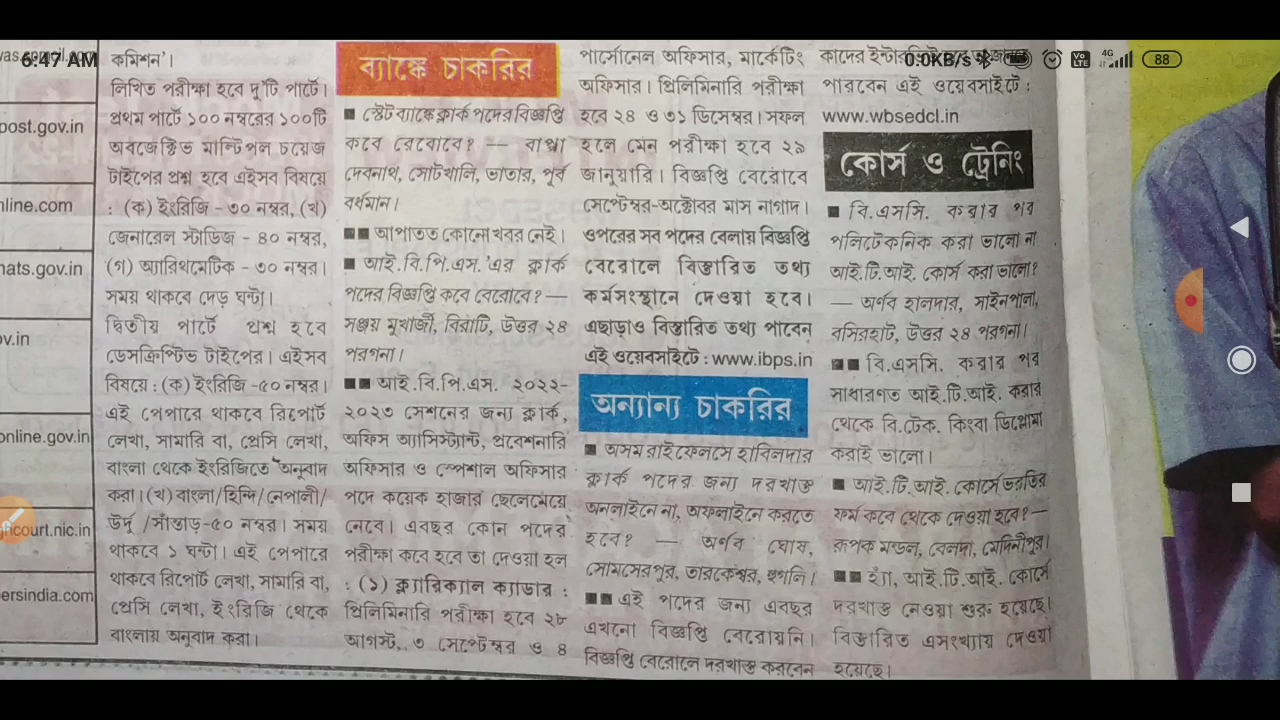 6:47 AM
0.0KB/s
Vo LTE
4G
88
post.gov.in
nline.com
nats.gov.in
ov.in
online.gov.in
ghcourt.nic.in
ersindia.com
কমিশন'।
লিখিত পরীক্ষা হবে দু'টি পার্টে।
প্রথম পার্টে ১০০ নম্বরের ১০০টি
অবজেক্টিভ মাল্টিপল চয়েজ
টাইপের প্রশ্ন হবে এইসব বিষয়ে
: (ক) ইংরিজি - ৩০ নম্বর, (খ)
জেনারেল স্টাডিজ - ৪০ নম্বর,
(গ) অ্যারিথমেটিক - ৩০ নম্বর।
সময় থাকবে দেড় ঘন্টা।
দ্বিতীয় পার্টে প্রশ্ন হবে
ডেসক্রিপ্টিভ টাইপের। এইসব
বিষয়ে : (ক) ইংরিজি -৫০ নম্বর।
এই পেপারে থাকবে রিপোর্ট
লেখা, সামারি বা, প্রেসি লেখা,
বাংলা থেকে ইংরিজিতে অনুবাদ
করা। (খ) বাংলা/হিন্দি/নেপালী/
উর্দু /সাঁন্তাড়-৫০ নম্বর। সময়
থাকবে ১ ঘন্টা। এই পেপারে
থাকবে রিপোর্ট লেখা, সামারি বা,
প্রেসি লেখা, ইংরিজি থেকে
বাংলায় অনুবাদ করা।
ব্যাঙ্কে চাকরির
■ স্টেট ব্যাঙ্কে ক্লার্ক পদের বিজ্ঞপ্তি
কবে বেরোবে? — বাপ্পা
দেবনাথ, সোটখালি, ভাতার, পূর্ব
বর্ধমান।
■■ আপাতত কোনো খবর নেই।
■ আই.বি.পি.এস.'এর ক্লার্ক
পদের বিজ্ঞপ্তি কবে বেরোবে? —
সঞ্জয় মুখার্জী, বিরাটি, উত্তর ২৪
পরগনা।
■■ আই.বি.পি.এস. ২০২২-
২০২৩ সেশনের জন্য ক্লার্ক,
অফিস অ্যাসিস্ট্যান্ট, প্রবেশনারি
অফিসার ও স্পেশাল অফিসার
পদে কয়েক হাজার ছেলেমেয়ে
নেবে। এবছর কোন পদের
পরীক্ষা কবে হবে তা দেওয়া হল
: (১) ক্ল্যারিক্যাল ক্যাডার :
প্রিলিমিনারি পরীক্ষা হবে ২৮
আগস্ট, ৩ সেপ্টেম্বর ও ৪
পার্সোনেল অফিসার, মার্কেটিং
অফিসার। প্রিলিমিনারি পরীক্ষা
হবে ২৪ ও ৩১ ডিসেম্বর। সফল
হলে মেন পরীক্ষা হবে ২৯
জানুয়ারি। বিজ্ঞপ্তি বেরোবে
সেপ্টেম্বর-অক্টোবর মাস নাগাদ।
ওপরের সব পদের বেলায় বিজ্ঞপ্তি
বেরোলে বিস্তারিত তথ্য
কর্মসংস্থানে দেওয়া হবে।
এছাড়াও বিস্তারিত তথ্য পাবেন
এই ওয়েবসাইটে : www.ibps.in
অন্যান্য চাকরির
■ অসম রাইফেলসে হাবিলদার
ক্লার্ক পদের জন্য দরখাস্ত
অনলাইনে না, অফলাইনে করতে
হবে? — অর্ণব ঘোষ,
সোমসেরপুর, তারকেশ্বর, হুগলি।
■■ এই পদের জন্য এবছর
এখনো বিজ্ঞপ্তি বেরোয়নি।
বিজ্ঞপ্তি বেরোলে দরখাস্ত করবেন
কাদের
পারবেন এই ওয়েবসাইটে :
www.wbsedcl.in
কোর্স ও ট্রেনিং
■ বি.এসসি. করার পর
পলিটেকনিক করা ভালো না
আই.টি.আই. কোর্স করা ভালো?
— অর্ণব হালদার, সাইনপালা,
বসিরহাট, উত্তর ২৪ পরগনা।
■■ বি.এসসি. করার পর
সাধারণত আই.টি.আই. করার
থেকে বি.টেক. কিংবা ডিপ্লোমা
করাই ভালো।
■ আই.টি.আই. কোর্সে ভরতির
ফর্ম কবে থেকে দেওয়া হবে? —
রূপক মন্ডল, বেলদা, মেদিনীপুর।
■■ হ্যাঁ, আই.টি.আই. কোর্সে
দরখাস্ত নেওয়া শুরু হয়েছে।
বিস্তারিত এসংখ্যায় দেওয়া
হয়েছে।